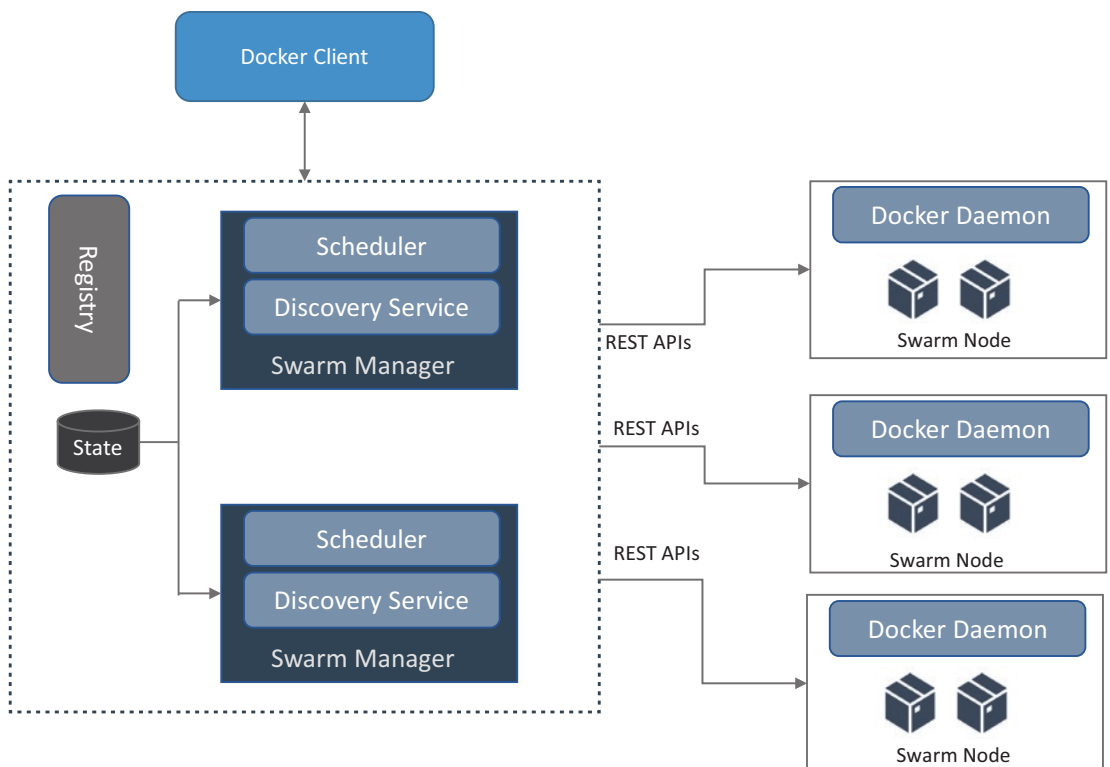 Docker Client
Registry
State
Scheduler
Discovery Service
Swarm Manager
Scheduler
Discovery Service
Swarm Manager
REST APIs
REST APIs
REST APIs
Docker Daemon
Swarm Node
Docker Daemon
Swarm Node
Docker Daemon
Swarm Node